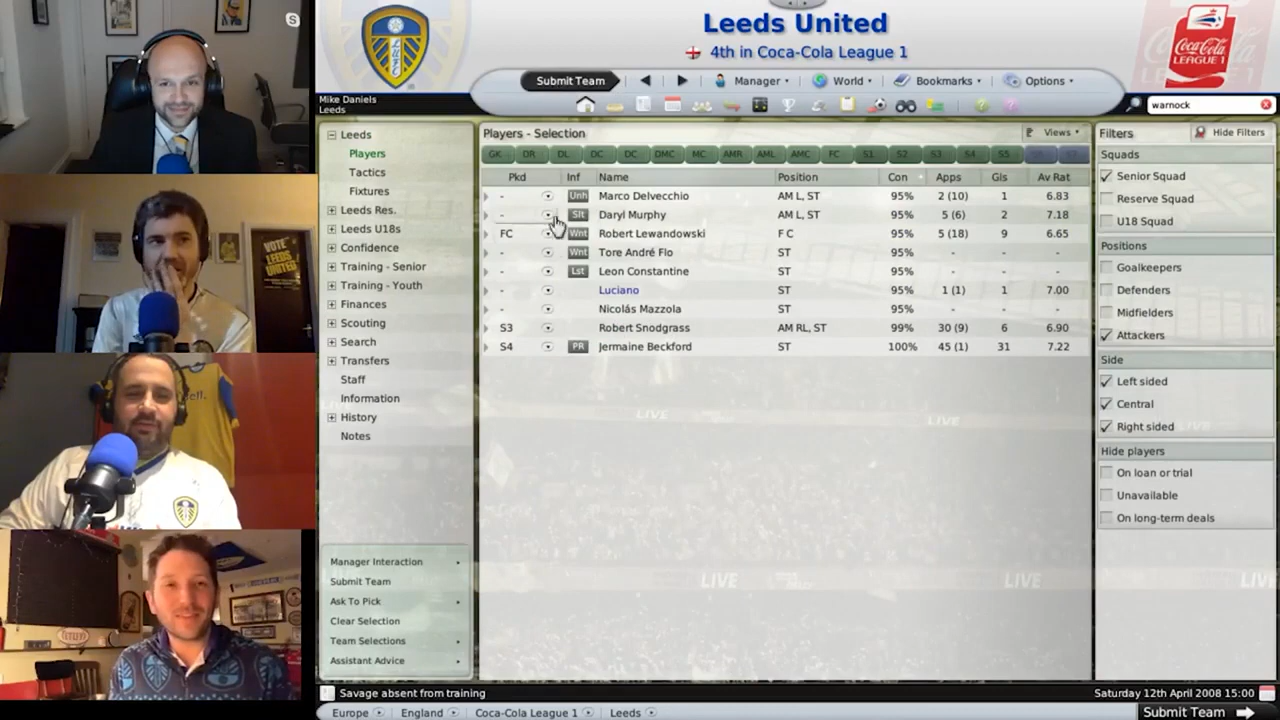 Leeds United
4th in Coca-Cola League 1
Coca-Cola
LEAGUE 1
Submit Team
Manager
World
Bookmarks
Options
Mike Daniels
Leeds
warnock
Leeds
Players
Tactics
Fixtures
Leeds Res.
Leeds U18s
Confidence
Training - Senior
Training - Youth
Finances
Scouting
Search
Transfers
Staff
Information
History
Notes
Manager Interaction
Submit Team
Ask To Pick
Clear Selection
Team Selections
Assistant Advice
Players - Selection
Views
GK DR DL DC DC DMC MC AMR AML AMC FC S1 S2 S3 S4 S5
Pkd Inf Name Position Con Apps Gls Av Rat
- Unh Marco Delvecchio AM L, ST 95% 2 (10) 1 6.83
- Slt Daryl Murphy AM L, ST 95% 5 (6) 2 7.18
FC Wnt Robert Lewandowski F C 95% 5 (18) 9 6.65
- Wnt Tore André Flo ST 95% - - -
- Lst Leon Constantine ST 95% - - -
- Luciano ST 95% 1 (1) 1 7.00
- Nicolás Mazzola ST 95% - - -
S3 Robert Snodgrass AM RL, ST 99% 30 (9) 6 6.90
S4 PR Jermaine Beckford ST 100% 45 (1) 31 7.22
LIVE
LIVE
LIVE
LIVE
LIVE
Filters
Hide Filters
Squads
Senior Squad
Reserve Squad
U18 Squad
Positions
Goalkeepers
Defenders
Midfielders
Attackers
Side
Left sided
Central
Right sided
Hide players
On loan or trial
Unavailable
On long-term deals
VOTE
LEEDS
UNITED
Savage absent from training
Saturday 12th April 2008 15:00
Europe
England
Coca-Cola League 1
Leeds
Submit Team